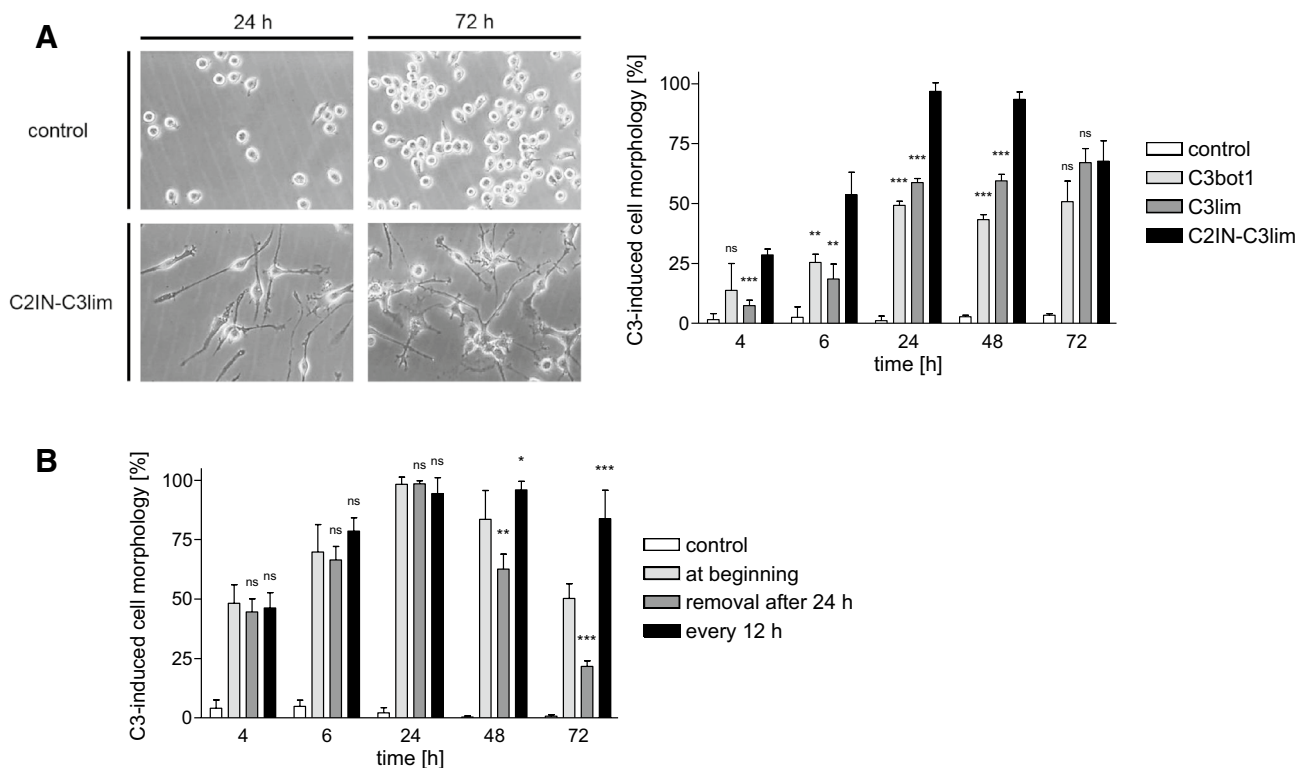 A
24 h
72 h
control
C2IN-C3lim
C3-induced cell morphology [%]
100
75
50
25
0
ns
***
**
**
***
***
***
***
ns
ns
4
6
24
48
72
time [h]
control
C3bot1
C3lim
C2IN-C3lim
B
C3-induced cell morphology [%]
100
75
50
25
0
ns
ns
ns
ns
ns
ns
**
*
***
***
4
6
24
48
72
time [h]
control
at beginning
removal after 24 h
every 12 h